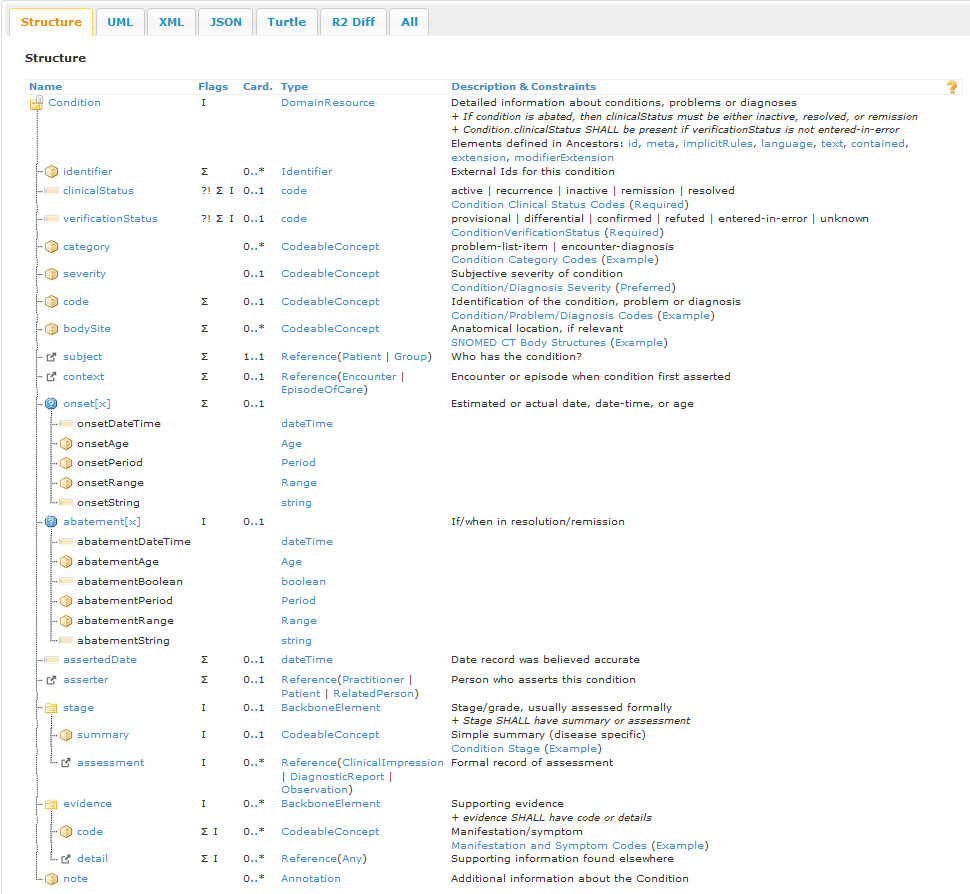 Structure UML XML JSON Turtle R2 Diff All
Structure
Name Flags Card. Type Description & Constraints ?
Condition I DomainResource Detailed information about conditions, problems or diagnoses
+ If condition is abated, then clinicalStatus must be either inactive, resolved, or remission
+ Condition.clinicalStatus SHALL be present if verificationStatus is not entered-in-error
Elements defined in Ancestors: id, meta, implicitRules, language, text, contained,
extension, modifierExtension
identifier Σ 0..* Identifier External Ids for this condition
clinicalStatus ?! Σ I 0..1 code active | recurrence | inactive | remission | resolved
Condition Clinical Status Codes (Required)
verificationStatus ?! Σ I 0..1 code provisional | differential | confirmed | refuted | entered-in-error | unknown
ConditionVerificationStatus (Required)
category 0..* CodeableConcept problem-list-item | encounter-diagnosis
Condition Category Codes (Example)
severity 0..1 CodeableConcept Subjective severity of condition
Condition/Diagnosis Severity (Preferred)
code Σ 0..1 CodeableConcept Identification of the condition, problem or diagnosis
Condition/Problem/Diagnosis Codes (Example)
bodySite Σ 0..* CodeableConcept Anatomical location, if relevant
SNOMED CT Body Structures (Example)
subject Σ 1..1 Reference(Patient | Group) Who has the condition?
context Σ 0..1 Reference(Encounter | Encounter or episode when condition first asserted
EpisodeOfCare)
? onset[x] Σ 0..1 Estimated or actual date, date-time, or age
onsetDateTime dateTime
onsetAge Age
onsetPeriod Period
onsetRange Range
onsetString string
? abatement[x] I 0..1 If/when in resolution/remission
abatementDateTime dateTime
abatementAge Age
abatementBoolean boolean
abatementPeriod Period
abatementRange Range
abatementString string
assertedDate Σ 0..1 dateTime Date record was believed accurate
asserter Σ 0..1 Reference(Practitioner | Person who asserts this condition
Patient | RelatedPerson)
stage I 0..1 BackboneElement Stage/grade, usually assessed formally
+ Stage SHALL have summary or assessment
summary I 0..1 CodeableConcept Simple summary (disease specific)
Condition Stage (Example)
assessment I 0..* Reference(ClinicalImpression Formal record of assessment
| DiagnosticReport |
Observation)
evidence I 0..* BackboneElement Supporting evidence
+ evidence SHALL have code or details
code Σ I 0..* CodeableConcept Manifestation/symptom
Manifestation and Symptom Codes (Example)
detail Σ I 0..* Reference(Any) Supporting information found elsewhere
note 0..* Annotation Additional information about the Condition